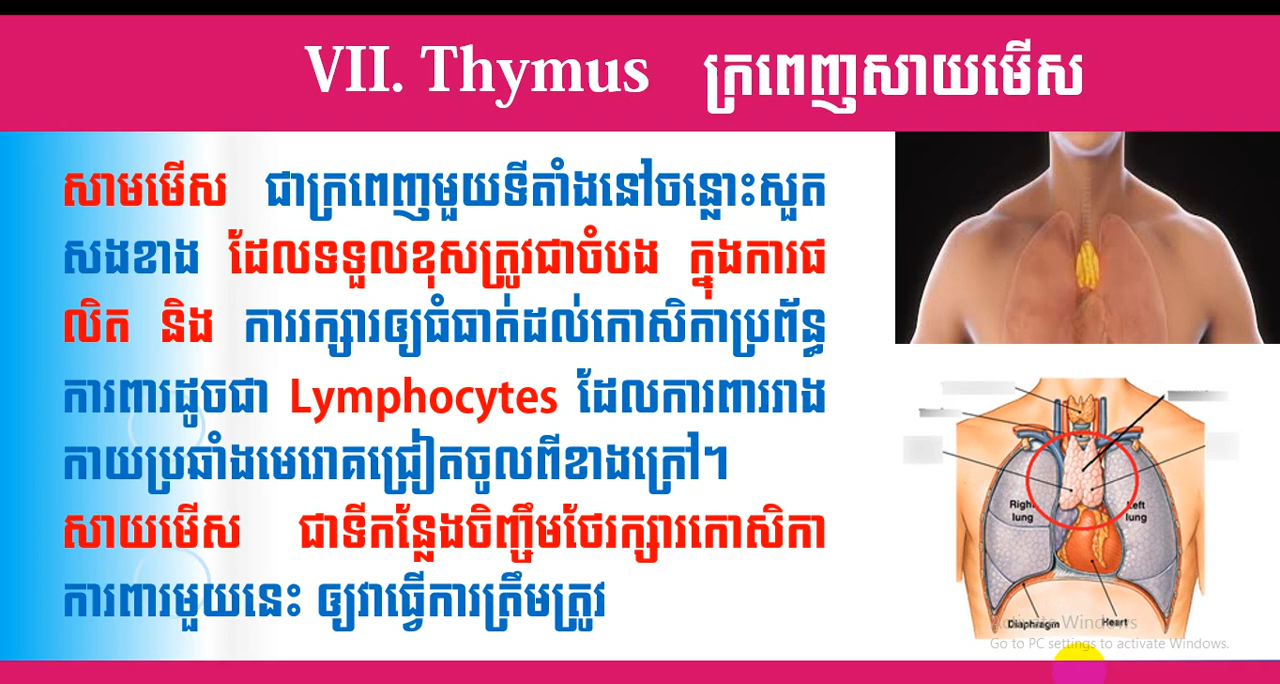 VII. Thymus ក្រពេញសាយមើស
សាមមើស ជាក្រពេញមួយទីតាំងនៅចន្លោះសួត
សងខាង ដែលទទួលខុសត្រូវជាចំបង ក្នុងការផ
លិត និង ការរក្សារឲ្យធំធាត់ដល់កោសិកាប្រព័ន្ធ
ការពារដូចជា Lymphocytes ដែលការពាររាង
កាយប្រឆាំងមេរោគជ្រៀតចូលពីខាងក្រៅ។
សាយមើស ជាទីកន្លែងចិញ្ចឹមថែរក្សារកោសិកា
ការពារមួយនេះ ឲ្យវាធ្វើការត្រឹមត្រូវ
Right lung
Left lung
Diaphragm
Heart
Activate Windows
Go to PC settings to activate Windows.